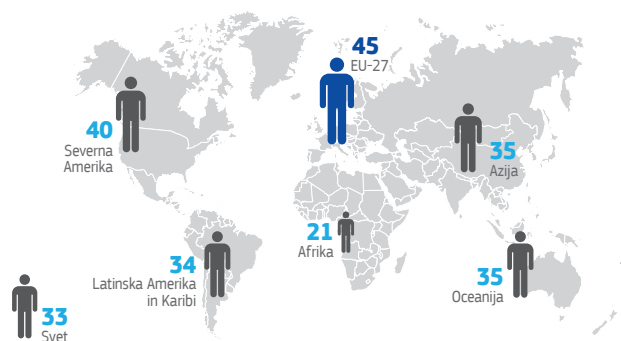 45
EU-27
40
Severna
Amerika
35
Azija
21
Afrika
34
Latinska Amerika
in Karibi
35
Oceanija
33
Svet